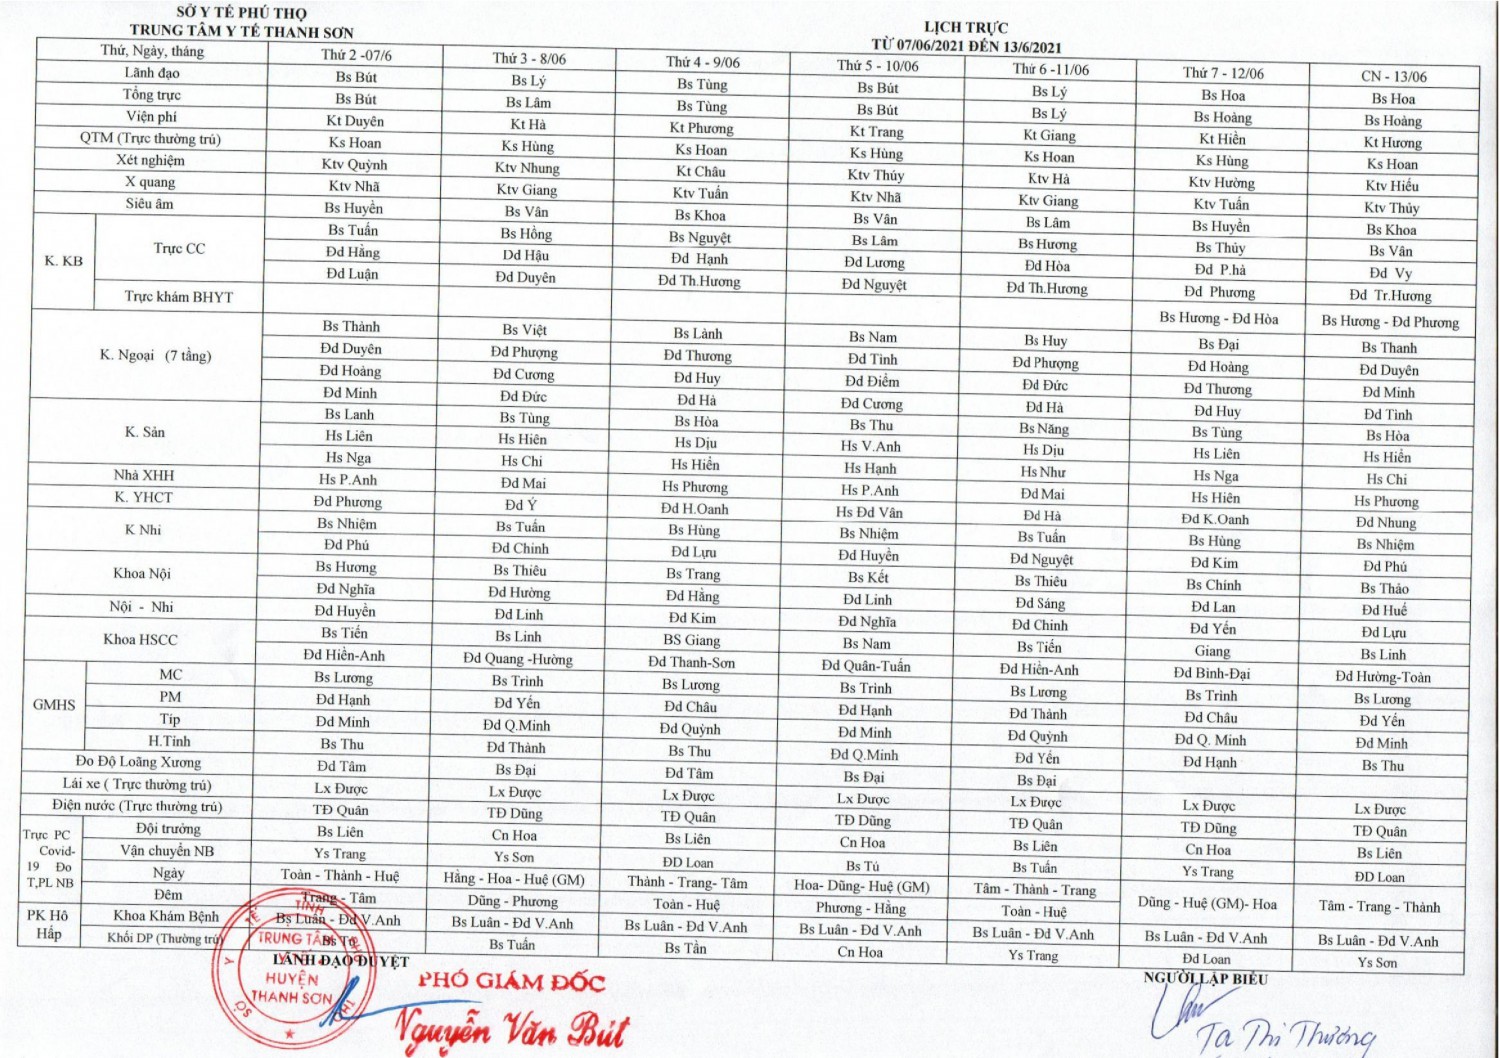 SỞ Y TẾ PHÚ THỌ
TRUNG TÂM Y TẾ THANH SƠN
LỊCH TRỰC
TỪ 07/06/2021 ĐẾN 13/6/2021
Thứ, Ngày, tháng Thứ 2 -07/6 Thứ 3 - 8/06 Thứ 4 - 9/06 Thứ 5 - 10/06 Thứ 6 -11/06 Thứ 7 - 12/06 CN - 13/06
Lãnh đạo Bs Bút Bs Lý Bs Tùng Bs Bút Bs Lý Bs Hoa Bs Hoa
Tổng trực Bs Bút Bs Lâm Bs Tùng Bs Bút Bs Lý Bs Hoàng Bs Hoàng
Viện phí Kt Duyên Kt Hà Kt Phương Kt Trang Kt Giang Kt Hiền Kt Hương
QTM (Trực thường trú) Ks Hoan Ks Hùng Ks Hoan Ks Hùng Ks Hoan Ks Hùng Ks Hoan
Xét nghiệm Ktv Quỳnh Ktv Nhung Kt Châu Ktv Thúy Ktv Hà Ktv Hường Ktv Hiếu
X quang Ktv Nhã Ktv Giang Ktv Tuấn Ktv Nhã Ktv Giang Ktv Tuấn Ktv Thủy
Siêu âm Bs Huyền Bs Vân Bs Khoa Bs Vân Bs Lâm Bs Huyền Bs Khoa
K. KB Trực CC Bs Tuấn Bs Hồng Bs Nguyệt Bs Lâm Bs Hương Bs Thủy Bs Vân
Đd Hằng Dd Hậu Đd Hạnh Đd Lương Đd Hòa Đd P.hà Đd Vy
Đd Luận Đd Duyên Đd Th.Hương Đd Nguyệt Đd Th.Hương Đd Phương Đd Tr.Hương
Trực khám BHYT Bs Hương - Đd Hòa Bs Hương - Đd Phương
K. Ngoại (7 tầng) Bs Thành Bs Việt Bs Lành Bs Nam Bs Huy Bs Đại Bs Thanh
Đd Duyên Đd Phượng Đd Thương Đd Tình Đd Phượng Đd Hoàng Đd Duyên
Đd Hoàng Đd Cương Đd Huy Đd Điểm Đd Đức Đd Thương Đd Minh
Đd Minh Đd Đức Đd Hà Đd Cương Đd Hà Đd Huy Đd Tình
K. Sản Bs Lanh Bs Tùng Bs Hòa Bs Thu Bs Năng Bs Tùng Bs Hòa
Hs Liên Hs Hiên Hs Dịu Hs V.Anh Hs Dịu Hs Liên Hs Hiền
Hs Nga Hs Chi Hs Hiền Hs Hạnh Hs Như Hs Nga Hs Chi
Nhà XHH Hs P.Anh Đd Mai Hs Phương Hs P.Anh Đd Mai Hs Hiên Hs Phương
K. YHCT Đd Phương Đd Ý Đd H.Oanh Hs Đd Vân Đd Hà Đd K.Oanh Đd Nhung
K Nhi Bs Nhiệm Bs Tuấn Bs Hùng Bs Nhiệm Bs Tuấn Bs Hùng Bs Nhiệm
Đd Phú Đd Chinh Đd Lựu Đd Huyền Đd Nguyệt Đd Kim Đd Phú
Khoa Nội Bs Hương Bs Thiêu Bs Trang Bs Kết Bs Thiêu Bs Chính Bs Thảo
Đd Nghĩa Đd Hường Đd Hằng Đd Linh Đd Sáng Đd Lan Đd Huế
Nội - Nhi Đd Huyền Đd Linh Đd Kim Đd Nghĩa Đd Chinh Đd Yến Đd Lựu
Khoa HSCC Bs Tiến Bs Linh BS Giang Bs Nam Bs Tiến Giang Bs Linh
Đd Hiền-Anh Đd Quang -Hường Đd Thanh-Sơn Đd Quân-Tuấn Đd Hiền-Anh Đd Bình-Đại Đd Hường-Toàn
GMHS MC Bs Lương Bs Trình Bs Lương Bs Trình Bs Lương Bs Trình Bs Lương
PM Đd Hạnh Đd Yến Đd Châu Đd Hạnh Đd Thành Đd Châu Đd Yến
Típ Đd Minh Đd Q.Minh Đd Quỳnh Đd Minh Đd Quỳnh Đd Q. Minh Đd Minh
H.Tỉnh Bs Thu Đd Thành Bs Thu Đd Q.Minh Đd Yến Đd Hạnh Bs Thu
Đo Độ Loãng Xương Đd Tâm Bs Đại Đd Tâm Bs Đại Bs Đại
Lái xe ( Trực thường trú) Lx Được Lx Được Lx Được Lx Được Lx Được Lx Được Lx Được
Điện nước (Trực thường trú) TĐ Quân TĐ Dũng TĐ Quân TĐ Dũng TĐ Quân TĐ Dũng TĐ Quân
Trực PC Covid-19 Đo T,PL NB Đội trưởng Bs Liên Cn Hoa Bs Liên Cn Hoa Bs Liên Cn Hoa Bs Liên
Vận chuyển NB Ys Trang Ys Sơn ĐD Loan Bs Tú Bs Tuấn Ys Trang ĐD Loan
Ngày Toàn - Thành - Huệ Hằng - Hoa - Huệ (GM) Thành - Trang- Tâm Hoa- Dũng- Huệ (GM) Tâm - Thành - Trang Dũng - Huệ (GM)- Hoa Tâm - Trang - Thành
Đêm Trang - Tâm Dũng - Phương Toàn - Huệ Phương - Hằng Toàn - Huệ
PK Hô Hấp Khoa Khám Bệnh Bs Luân - Đd V.Anh Bs Luân - Đd V.Anh Bs Luân - Đd V.Anh Bs Luân - Đd V.Anh Bs Luân - Đd V.Anh Bs Luân - Đd V.Anh Bs Luân - Đd V.Anh
Khối DP (Thường trú) Bs Tú Bs Tuấn Bs Tần Cn Hoa Ys Trang Đd Loan Ys Sơn
LÃNH ĐẠO DUYỆT
NGƯỜI LẬP BIỂU
TRUNG TÂM
Y TẾ
HUYỆN
THANH SƠN
PHÓ GIÁM ĐỐC
Nguyễn Văn Bút
Tạ Thị Thương